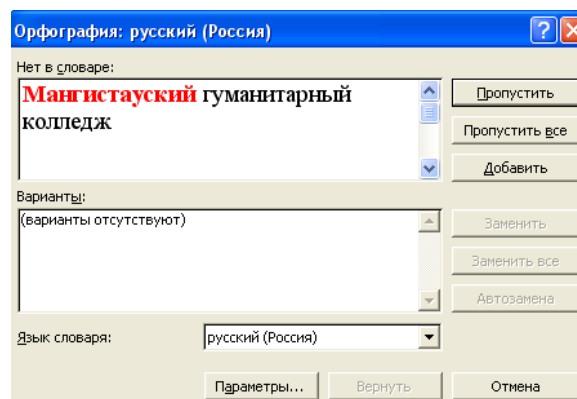 Орфография: русский (Россия)
Нет в словаре:
Мангистауский гуманитарный
колледж
Пропустить
Пропустить все
Добавить
Варианты:
(варианты отсутствуют)
Заменить
Заменить все
Автозамена
Язык словаря:
русский (Россия)
Параметры...
Вернуть
Отмена